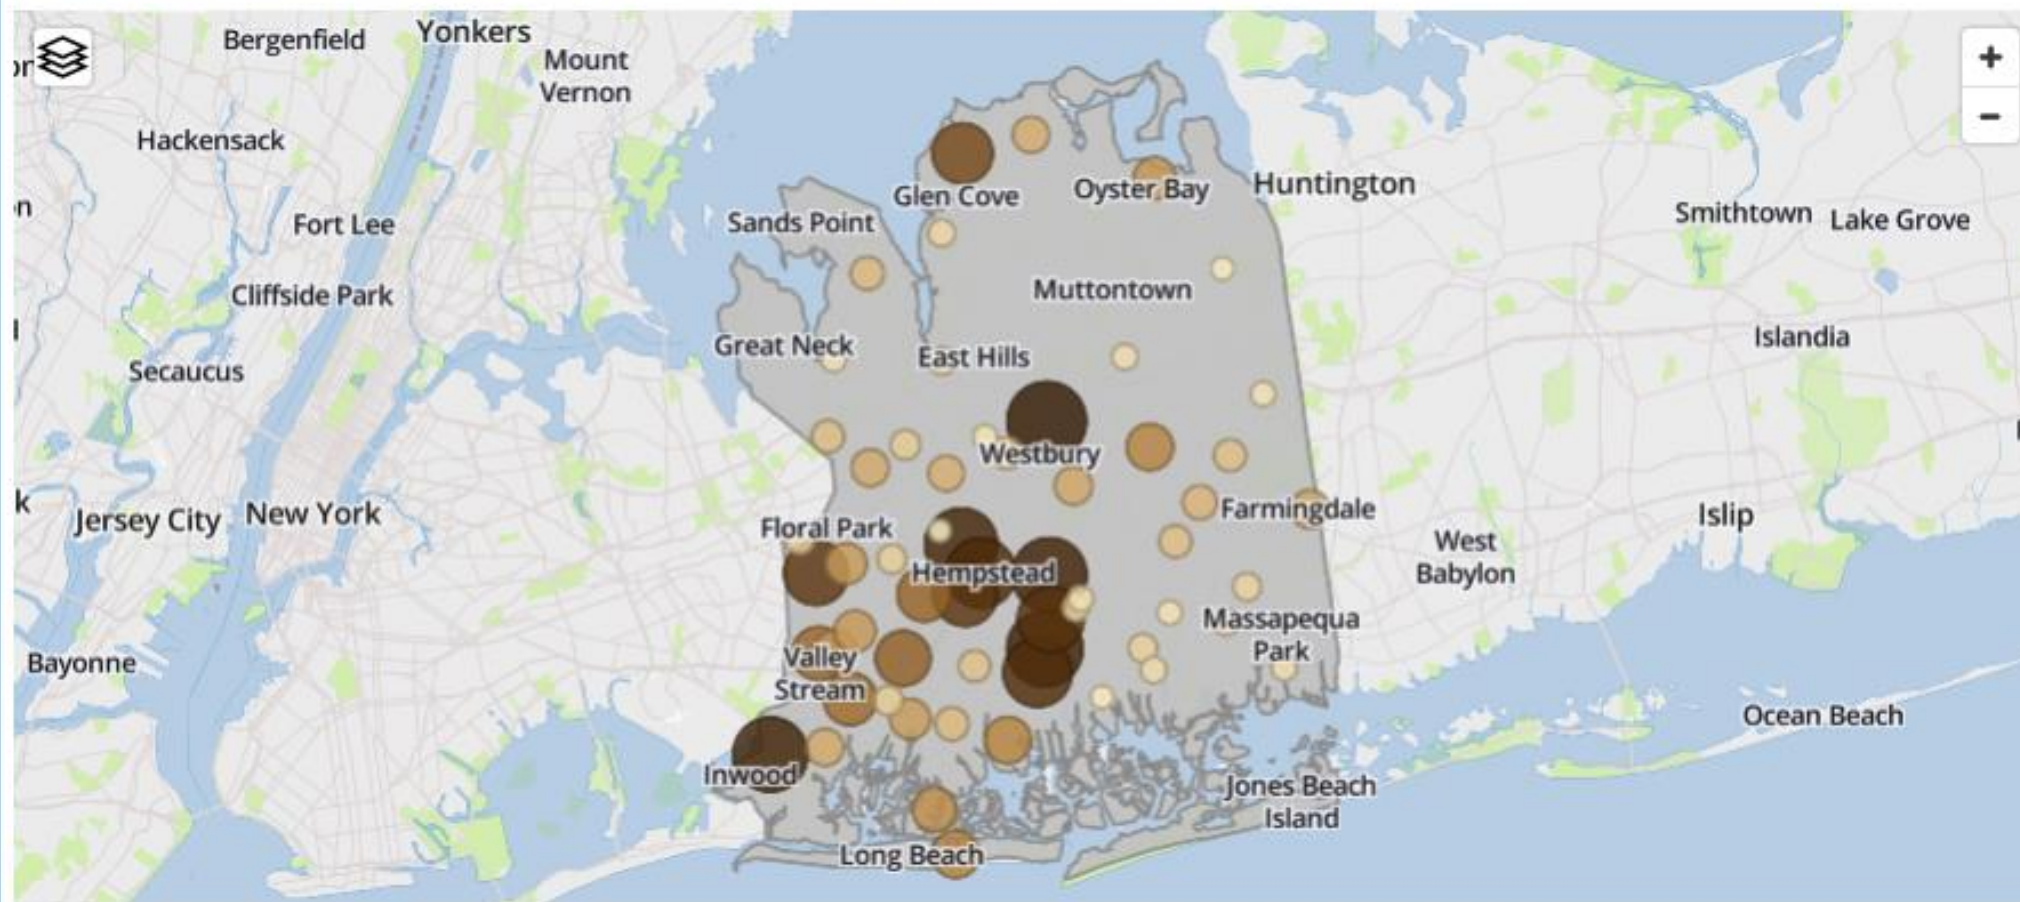 Yonkers
Bergenfield
Mount
Vernon
+
−
Hackensack
Glen Cove
Oyster Bay
Huntington
Sands Point
Fort Lee
Smithtown
Lake Grove
Muttontown
Cliffside Park
Great Neck
East Hills
Islandia
Secaucus
Westbury
Jersey City
New York
Floral Park
Farmingdale
Islip
West
Babylon
Hempstead
Massapequa
Park
Bayonne
Valley
Stream
Ocean Beach
Inwood
Jones Beach
Island
Long Beach